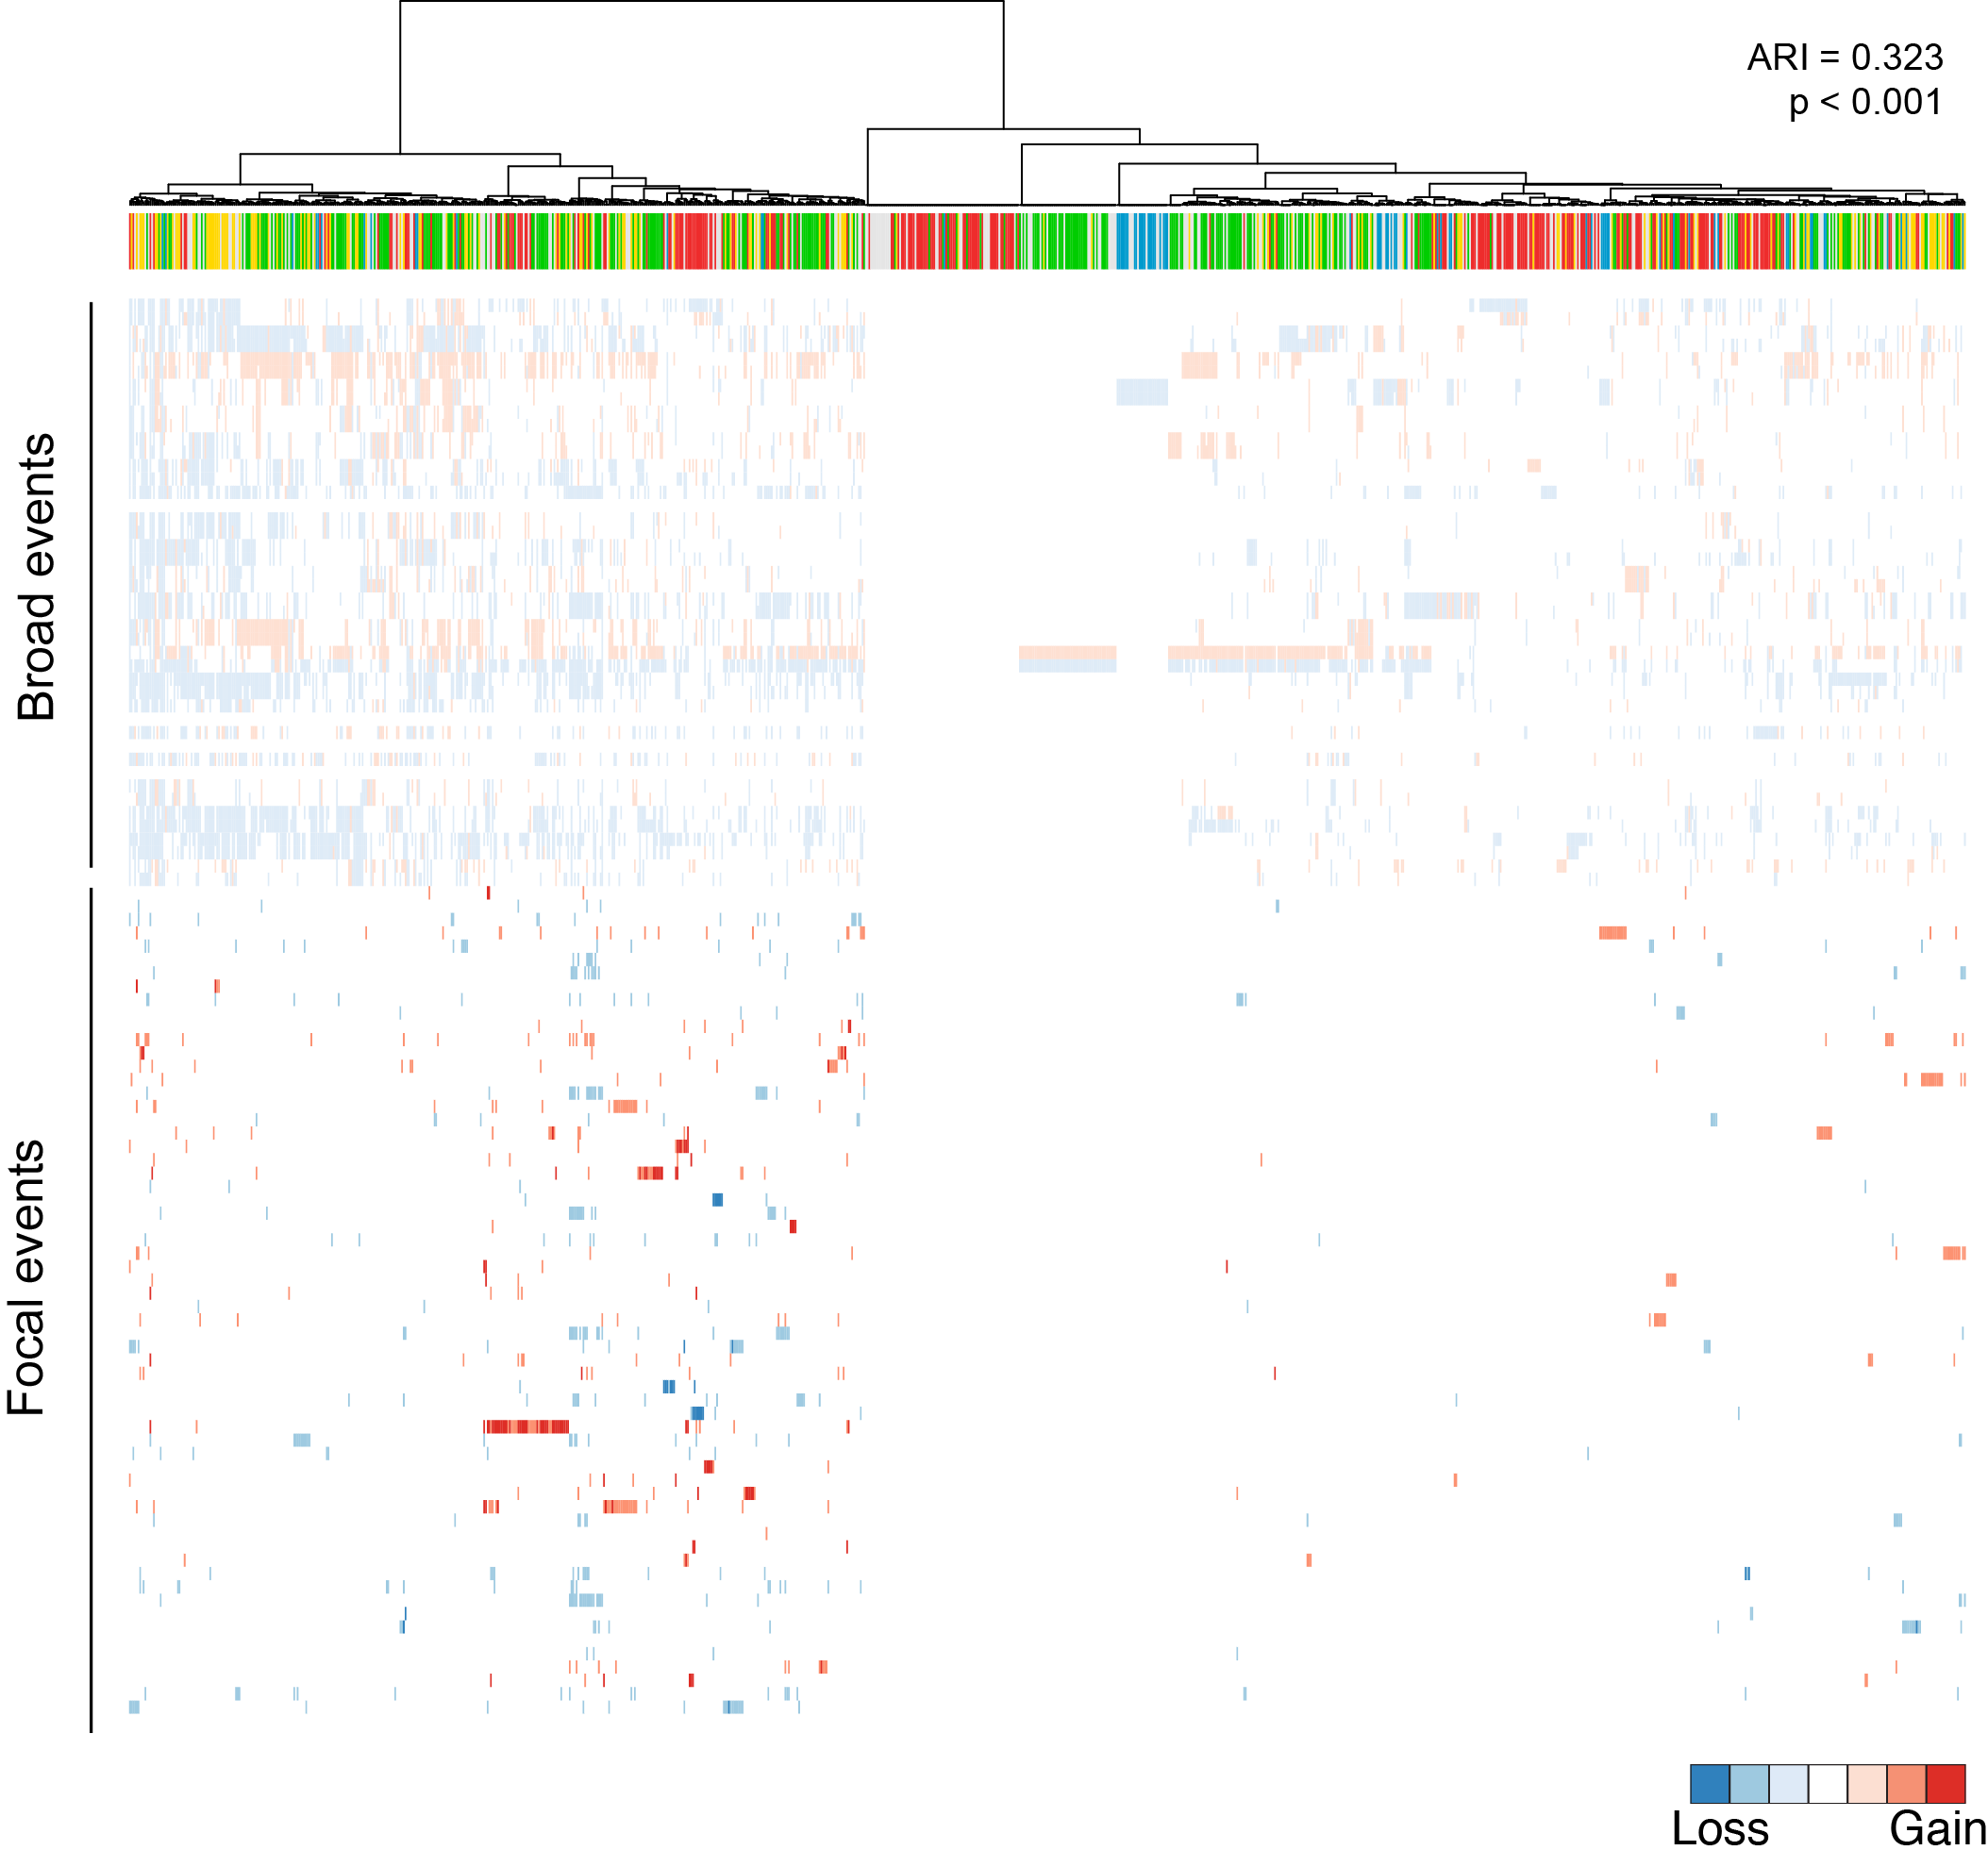 ARI = 0.323
p < 0.001
Broad events
Focal events
Loss
Gain